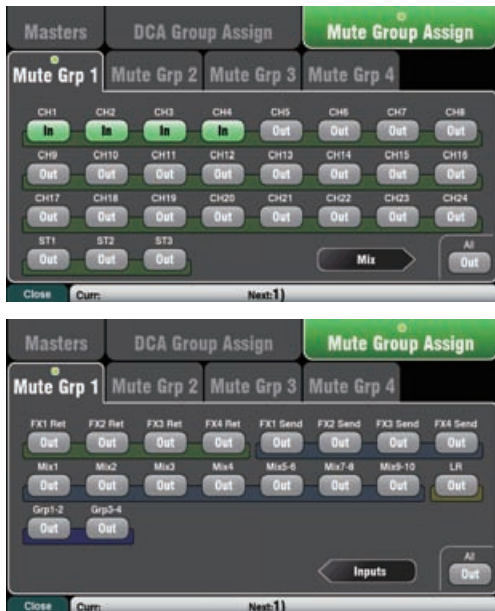 Masters DCA Group Assign Mute Group Assign
Mute Grp 1 Mute Grp 2 Mute Grp 3 Mute Grp 4
CH1 CH2 CH3 CH4 CH5 CH6 CH7 CH8
In In In In Out Out Out Out
CH9 CH10 CH11 CH12 CH13 CH14 CH15 CH16
Out Out Out Out Out Out Out Out
CH17 CH18 CH19 CH20 CH21 CH22 CH23 CH24
Out Out Out Out Out Out Out Out
ST1 ST2 ST3 All
Out Out Out Mix Out
Close Curr: Next:1)
Masters DCA Group Assign Mute Group Assign
Mute Grp 1 Mute Grp 2 Mute Grp 3 Mute Grp 4
FX1 Ret FX2 Ret FX3 Ret FX4 Ret FX1 Send FX2 Send FX3 Send FX4 Send
Out Out Out Out Out Out Out Out
Mix1 Mix2 Mix3 Mix4 Mix5-6 Mix7-8 Mix9-10 LR
Out Out Out Out Out Out Out Out
Grp1-2 Grp3-4
Out Out
All
Inputs Out
Close Curr: Next:1)